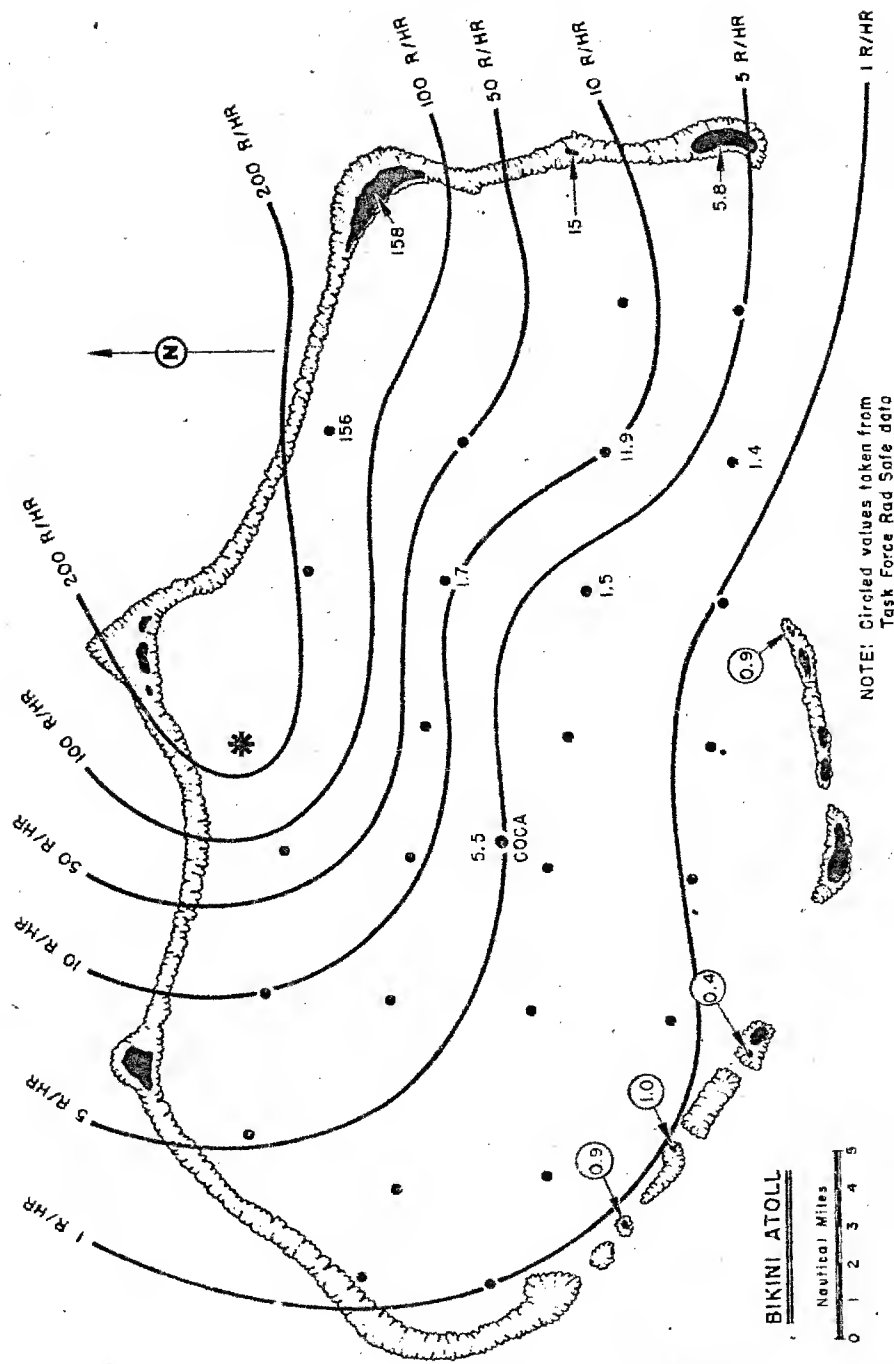 200 R/HR
100 R/HR
50 R/HR
10 R/HR
5 R/HR
1 R/HR
200 R/HR
100 R/HR
50 R/HR
10 R/HR
5 R/HR
1 R/HR
N
156
158
1.7
11.9
15
5.5
COCA
1.5
1.4
5.8
0.9
0.4
1.0
0.9
BIKINI ATOLL
Nautical Miles
0 1 2 3 4 5
NOTE: Circled values taken from
Task Force Rad Safe data